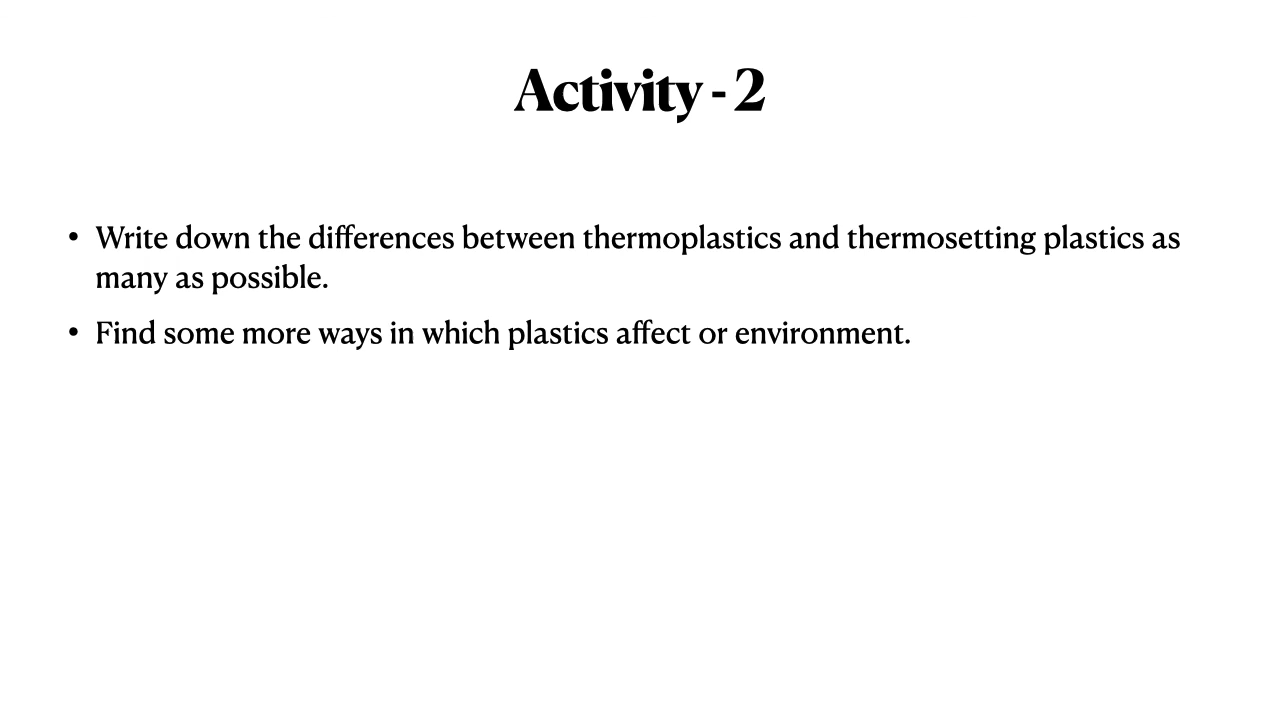 Activity - 2
• Write down the differences between thermoplastics and thermosetting plastics as
many as possible.
• Find some more ways in which plastics affect or environment.